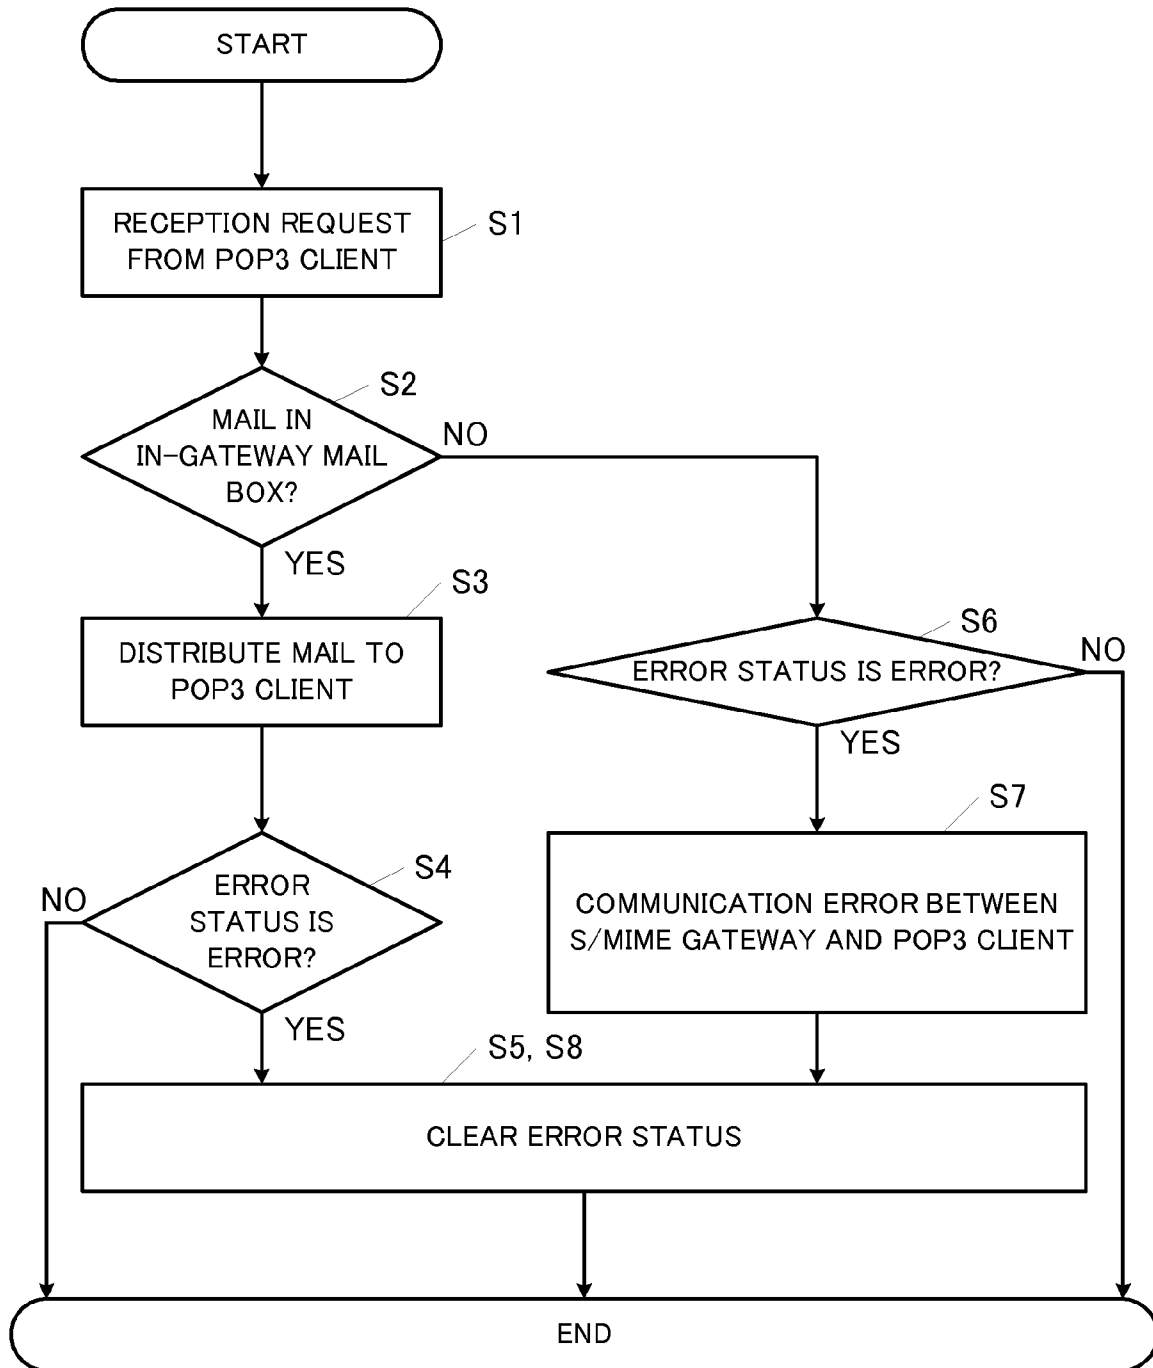 START
RECEPTION REQUEST
FROM POP3 CLIENT
S1
S2
MAIL IN
IN-GATEWAY MAIL
BOX?
NO
YES
S3
DISTRIBUTE MAIL TO
POP3 CLIENT
S6
ERROR STATUS IS ERROR?
NO
YES
S7
COMMUNICATION ERROR BETWEEN
S/MIME GATEWAY AND POP3 CLIENT
S4
NO
ERROR
STATUS IS
ERROR?
YES
S5, S8
CLEAR ERROR STATUS
END